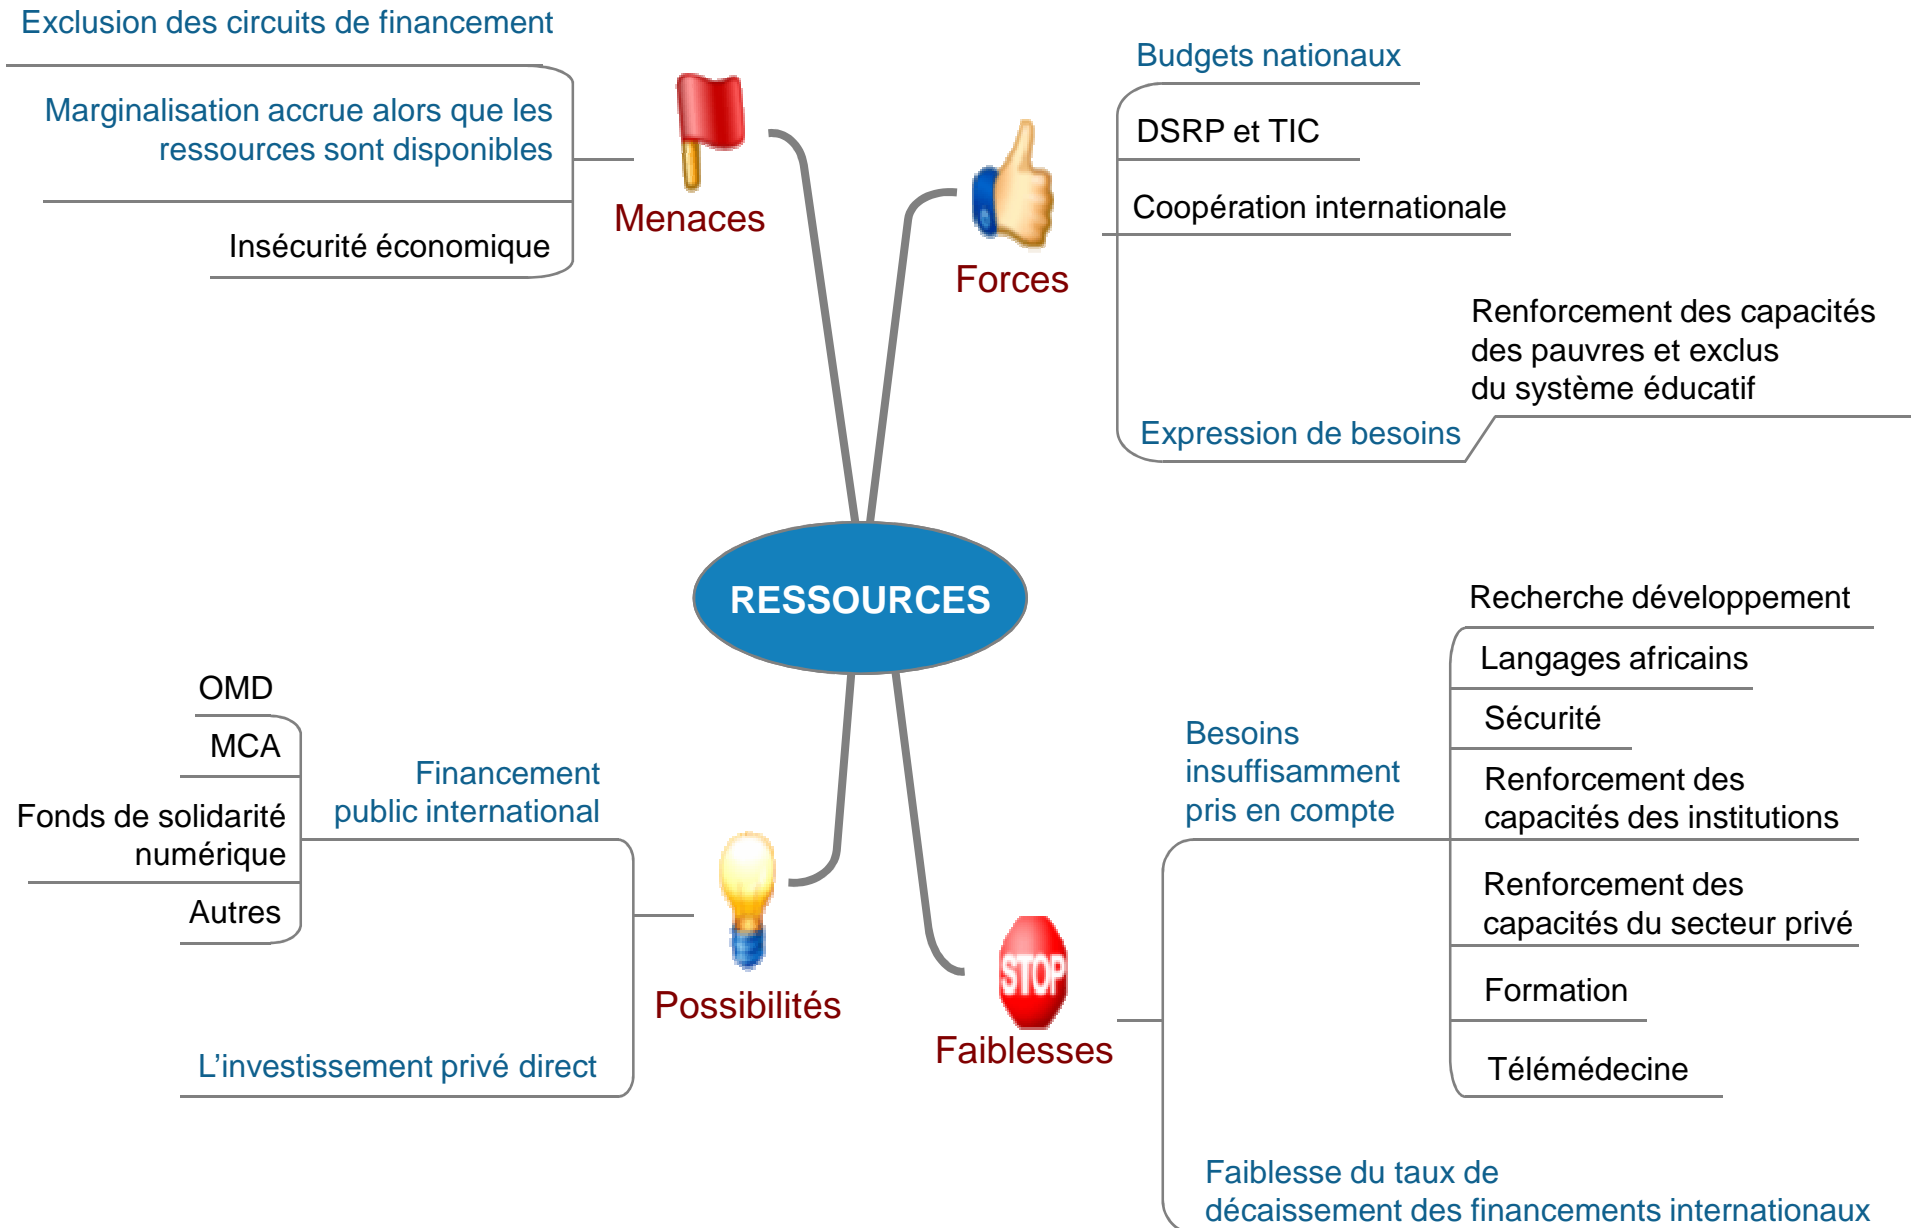 Exclusion des circuits de financement
Marginalisation accrue alors que les
ressources sont disponibles
Insécurité économique
Menaces
Budgets nationaux
DSRP et TIC
Coopération internationale
Forces
Renforcement des capacités
des pauvres et exclus
du système éducatif
Expression de besoins
RESSOURCES
OMD
MCA
Fonds de solidarité
numérique
Autres
Financement
public international
L’investissement privé direct
Possibilités
STOP
Faiblesses
Besoins
insuffisamment
pris en compte
Recherche développement
Langages africains
Sécurité
Renforcement des
capacités des institutions
Renforcement des
capacités du secteur privé
Formation
Télémédecine
Faiblesse du taux de
décaissement des financements internationaux